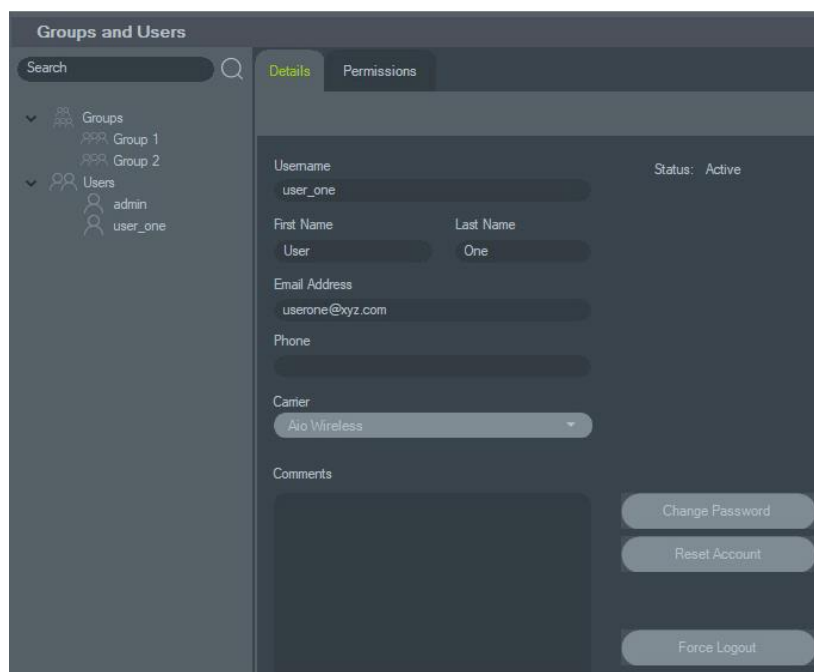 Groups and Users
Search
Groups
Group 1
Group 2
Users
admin
user_one
Details
Permissions
Username
Status: Active
user_one
First Name
Last Name
User
One
Email Address
userone@xyz.com
Phone
Carrier
Aio Wireless
Comments
Change Password
Reset Account
Force Logout